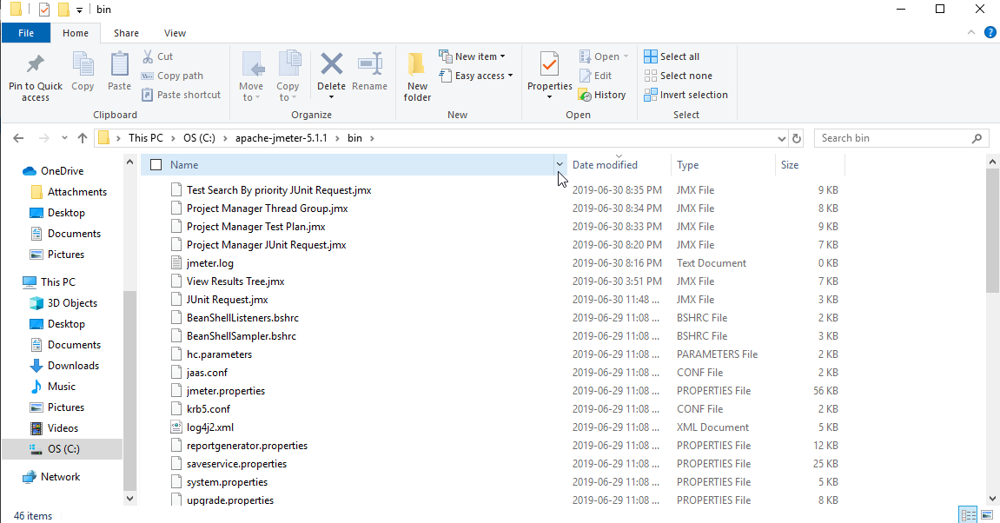 bin
File Home Share View
Pin to Quick access
Copy
Paste
Cut
Copy path
Paste shortcut
Clipboard
Move to
Copy to
Delete
Rename
Organize
New folder
New item
Easy access
New
Properties
Open
Edit
History
Open
Select all
Select none
Invert selection
Select
This PC > OS (C:) > apache-jmeter-5.1.1 > bin >
Search bin
OneDrive
Attachments
Desktop
Documents
Pictures
This PC
3D Objects
Desktop
Documents
Downloads
Music
Pictures
Videos
OS (C:)
Network
Name Date modified Type Size
Test Search By priority JUnit Request.jmx 2019-06-30 8:35 PM JMX File 9 KB
Project Manager Thread Group.jmx 2019-06-30 8:34 PM JMX File 8 KB
Project Manager Test Plan.jmx 2019-06-30 8:33 PM JMX File 9 KB
Project Manager JUnit Request.jmx 2019-06-30 8:20 PM JMX File 7 KB
jmeter.log 2019-06-30 8:16 PM Text Document 0 KB
View Results Tree.jmx 2019-06-30 3:51 PM JMX File 7 KB
JUnit Request.jmx 2019-06-30 11:48 ... JMX File 3 KB
BeanShellListeners.bshrc 2019-06-29 11:08 ... BSHRC File 2 KB
BeanShellSampler.bshrc 2019-06-29 11:08 ... BSHRC File 3 KB
hc.parameters 2019-06-29 11:08 ... PARAMETERS File 2 KB
jaas.conf 2019-06-29 11:08 ... CONF File 2 KB
jmeter.properties 2019-06-29 11:08 ... PROPERTIES File 56 KB
krb5.conf 2019-06-29 11:08 ... CONF File 2 KB
log4j2.xml 2019-06-29 11:08 ... XML Document 5 KB
reportgenerator.properties 2019-06-29 11:08 ... PROPERTIES File 12 KB
saveservice.properties 2019-06-29 11:08 ... PROPERTIES File 25 KB
system.properties 2019-06-29 11:08 ... PROPERTIES File 5 KB
upgrade.properties 2019-06-29 11:08 ... PROPERTIES File 8 KB
46 items